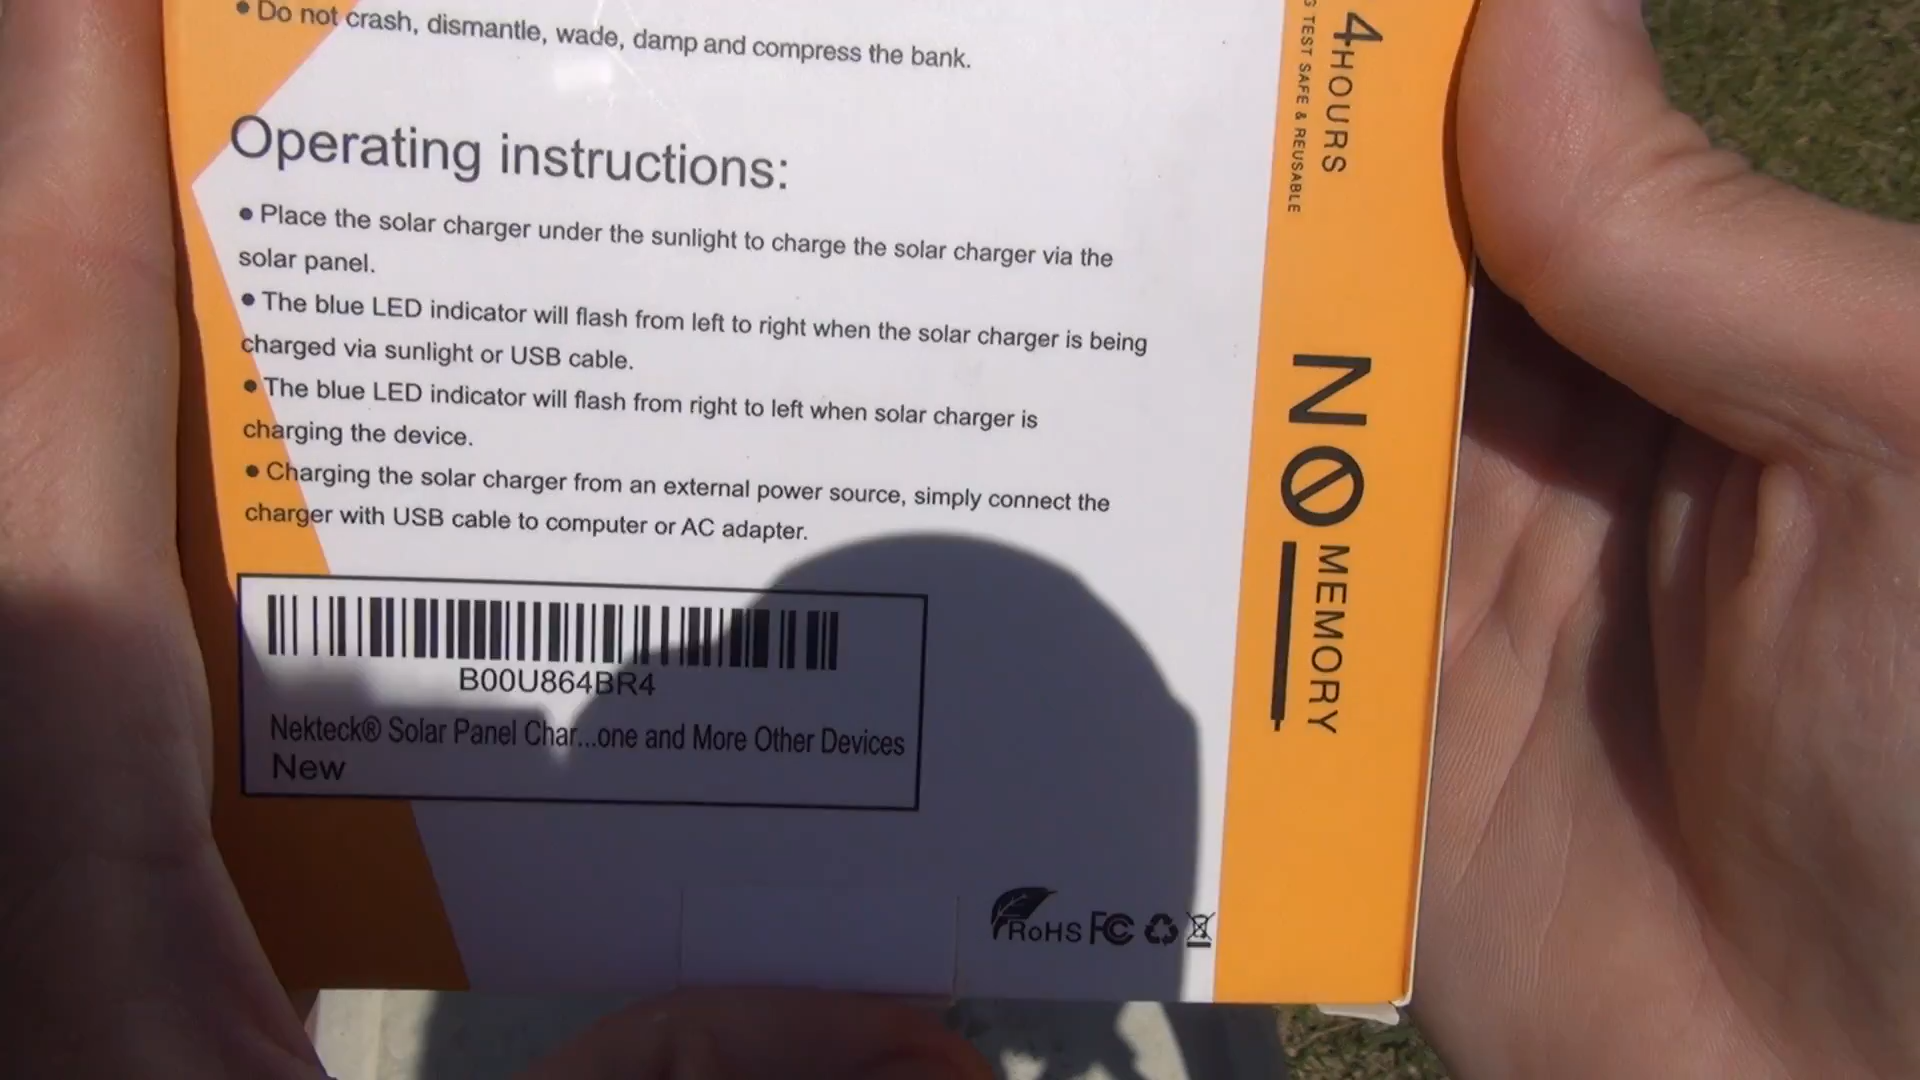 • Do not crash, dismantle, wade, damp and compress the bank.
Operating instructions:
• Place the solar charger under the sunlight to charge the solar charger via the
solar panel.
• The blue LED indicator will flash from left to right when the solar charger is being
charged via sunlight or USB cable.
• The blue LED indicator will flash from right to left when solar charger is
charging the device.
• Charging the solar charger from an external power source, simply connect the
charger with USB cable to computer or AC adapter.
B00U864BR4
Nekteck® Solar Panel Char...one and More Other Devices
New
RoHS FC
4HOURS
TEST SAFE & REUSABLE
NO MEMORY